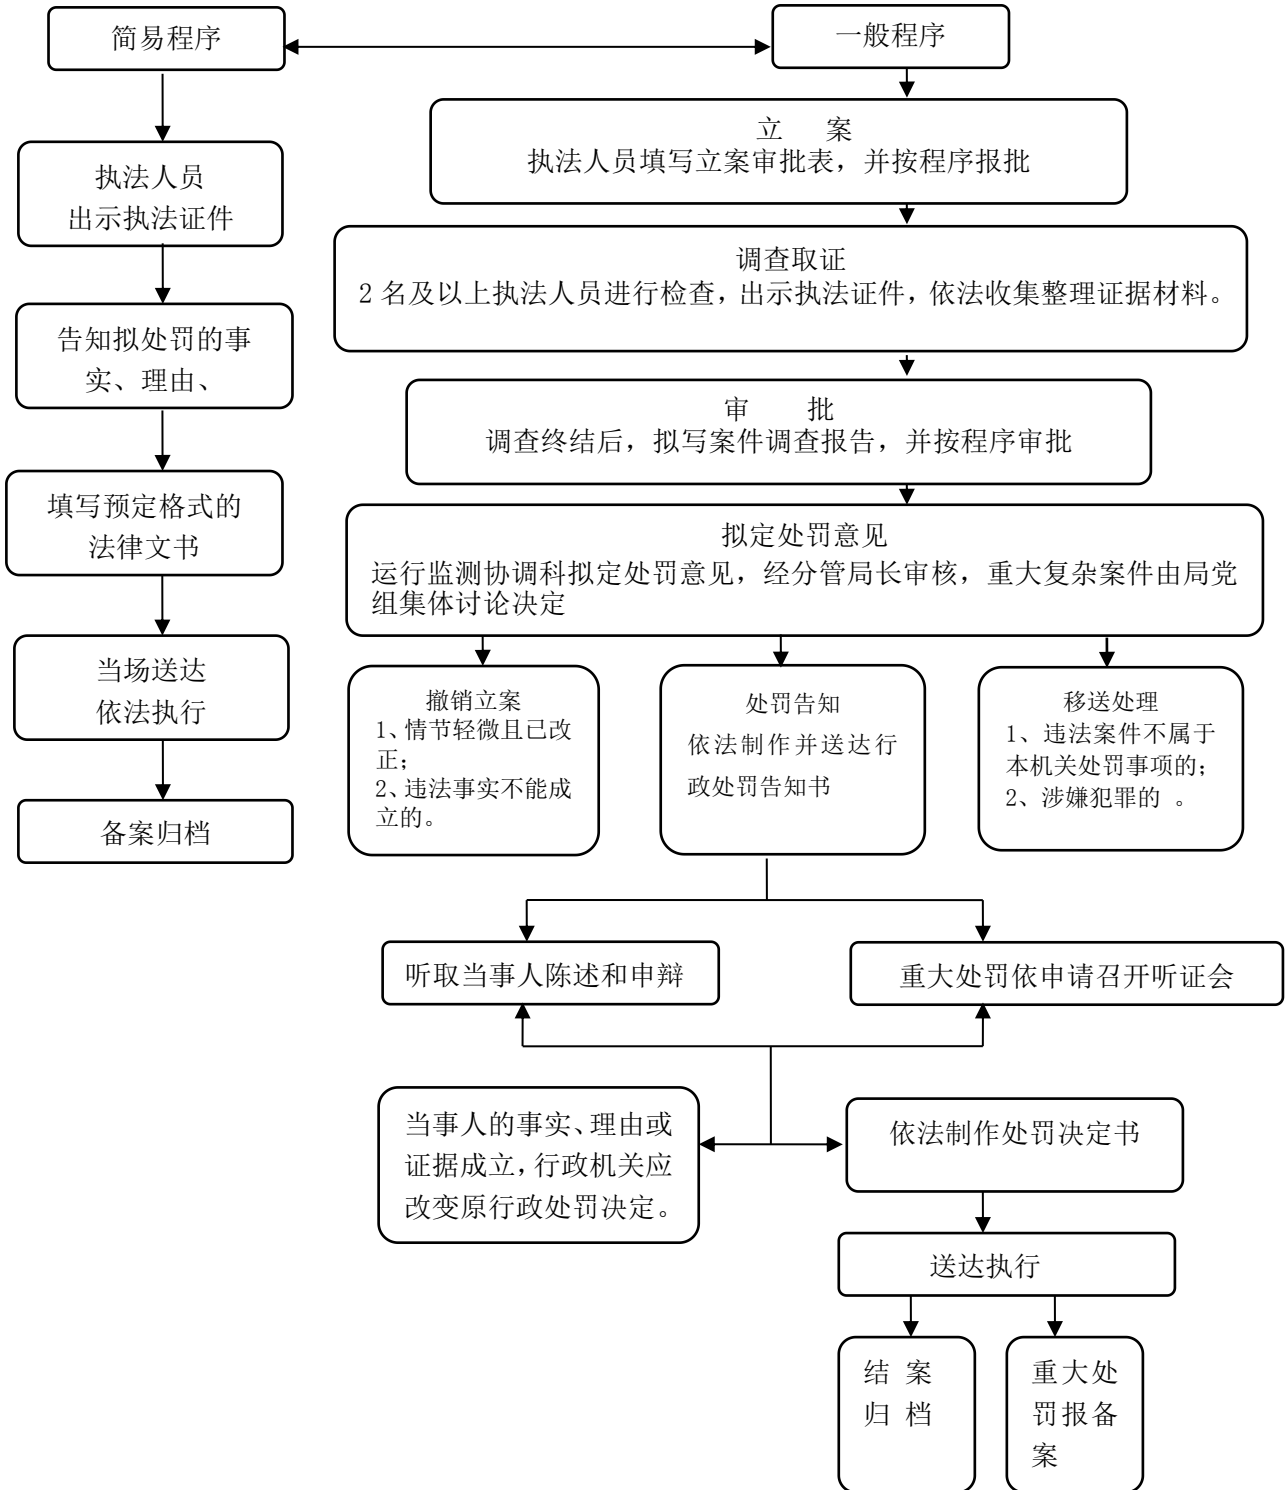 简易程序
一般程序
执法人员
出示执法证件
告知拟处罚的事
实、理由、
填写预定格式的
法律文书
当场送达
依法执行
备案归档
立 案
执法人员填写立案审批表，并按程序报批
调查取证
2 名及以上执法人员进行检查，出示执法证件，依法收集整理证据材料。
审 批
调查终结后，拟写案件调查报告，并按程序审批
拟定处罚意见
运行监测协调科拟定处罚意见，经分管局长审核，重大复杂案件由局党
组集体讨论决定
撤销立案
1、情节轻微且已改
正；
2、违法事实不能成
立的。
处罚告知
依法制作并送达行
政处罚告知书
移送处理
1、违法案件不属于
本机关处罚事项的；
2、涉嫌犯罪的 。
听取当事人陈述和申辩
重大处罚依申请召开听证会
当事人的事实、理由或
证据成立，行政机关应
改变原行政处罚决定。
依法制作处罚决定书
送达执行
结 案
归 档
重大处
罚报备
案